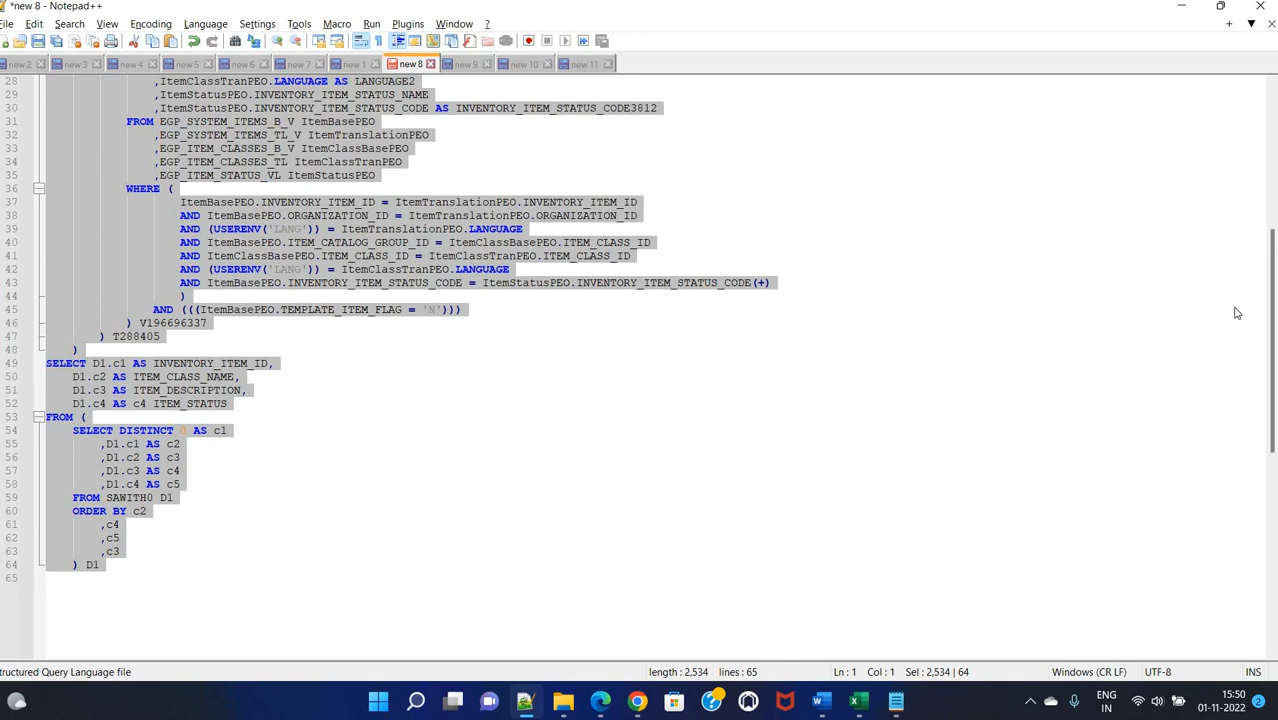 *new 8 - Notepad++
File Edit Search View Encoding Language Settings Tools Macro Run Plugins Window ?
new 2 new 3 new 4 new 5 new 6 new 7 new 1 new 8 new 9 new 10 new 11
28 ,ItemClassTranPEO.LANGUAGE AS LANGUAGE2
29 ,ItemStatusPEO.INVENTORY_ITEM_STATUS_NAME
30 ,ItemStatusPEO.INVENTORY_ITEM_STATUS_CODE AS INVENTORY_ITEM_STATUS_CODE3812
31 FROM EGP_SYSTEM_ITEMS_B_V ItemBasePEO
32 ,EGP_SYSTEM_ITEMS_TL_V ItemTranslationPEO
33 ,EGP_ITEM_CLASSES_B_V ItemClassBasePEO
34 ,EGP_ITEM_CLASSES_TL ItemClassTranPEO
35 ,EGP_ITEM_STATUS_VL ItemStatusPEO
36 WHERE (
37 ItemBasePEO.INVENTORY_ITEM_ID = ItemTranslationPEO.INVENTORY_ITEM_ID
38 AND ItemBasePEO.ORGANIZATION_ID = ItemTranslationPEO.ORGANIZATION_ID
39 AND (USERENV('LANG')) = ItemTranslationPEO.LANGUAGE
40 AND ItemBasePEO.ITEM_CATALOG_GROUP_ID = ItemClassBasePEO.ITEM_CLASS_ID
41 AND ItemClassBasePEO.ITEM_CLASS_ID = ItemClassTranPEO.ITEM_CLASS_ID
42 AND (USERENV('LANG')) = ItemClassTranPEO.LANGUAGE
43 AND ItemBasePEO.INVENTORY_ITEM_STATUS_CODE = ItemStatusPEO.INVENTORY_ITEM_STATUS_CODE(+)
44 )
45 AND (((ItemBasePEO.TEMPLATE_ITEM_FLAG = 'N')))
46 ) V196696337
47 ) T288405
48 )
49 SELECT D1.c1 AS INVENTORY_ITEM_ID,
50 D1.c2 AS ITEM_CLASS_NAME,
51 D1.c3 AS ITEM_DESCRIPTION,
52 D1.c4 AS c4 ITEM_STATUS
53 FROM (
54 SELECT DISTINCT 0 AS c1
55 ,D1.c1 AS c2
56 ,D1.c2 AS c3
57 ,D1.c3 AS c4
58 ,D1.c4 AS c5
59 FROM SAWITH0 D1
60 ORDER BY c2
61 ,c4
62 ,c5
63 ,c3
64 ) D1
65
tructured Query Language file length : 2,534 lines : 65 Ln : 1 Col : 1 Sel : 2,534 | 64 Windows (CR LF) UTF-8 INS
ENG
IN
15:50
01-11-2022
2